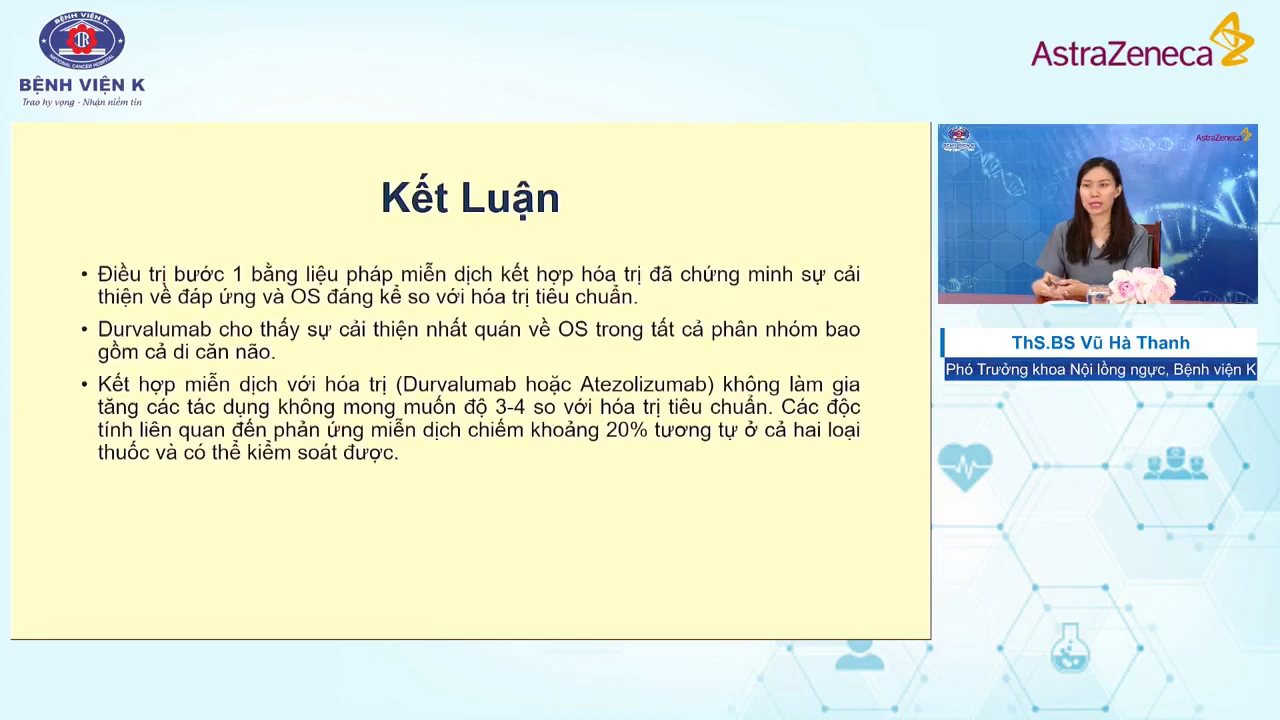 BỆNH VIỆN K
NATIONAL CANCER HOSPITAL
BỆNH VIỆN K
Trao hy vọng - Nhận niềm tin
AstraZeneca
Kết Luận
• Điều trị bước 1 bằng liệu pháp miễn dịch kết hợp hóa trị đã chứng minh sự cải
thiện về đáp ứng và OS đáng kể so với hóa trị tiêu chuẩn.
• Durvalumab cho thấy sự cải thiện nhất quán về OS trong tất cả phân nhóm bao
gồm cả di căn não.
• Kết hợp miễn dịch với hóa trị (Durvalumab hoặc Atezolizumab) không làm gia
tăng các tác dụng không mong muốn độ 3-4 so với hóa trị tiêu chuẩn. Các độc
tính liên quan đến phản ứng miễn dịch chiếm khoảng 20% tương tự ở cả hai loại
thuốc và có thể kiểm soát được.
AstraZeneca
ThS.BS Vũ Hà Thanh
Phó Trưởng khoa Nội lồng ngực, Bệnh viện K